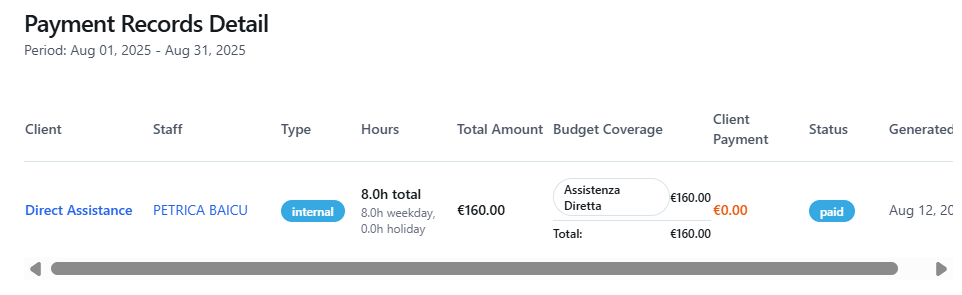 Payment Records Detail
Period: Aug 01, 2025 - Aug 31, 2025
Client Staff Type Hours Total Amount Budget Coverage Client Payment Status Generated
Direct Assistance PETRICA BAICU internal
8.0h total
8.0h weekday,
0.0h holiday
€160.00
Assistenza
Diretta
€160.00
Total: €160.00
€0.00
paid
Aug 12, 20